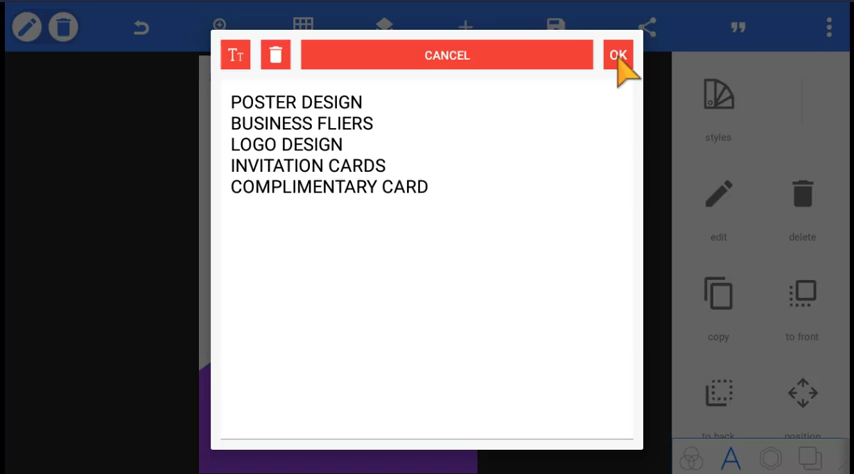 Tт CANCEL OK
POSTER DESIGN
BUSINESS FLIERS
LOGO DESIGN
INVITATION CARDS
COMPLIMENTARY CARD
styles
edit delete
copy to front
to back position
A